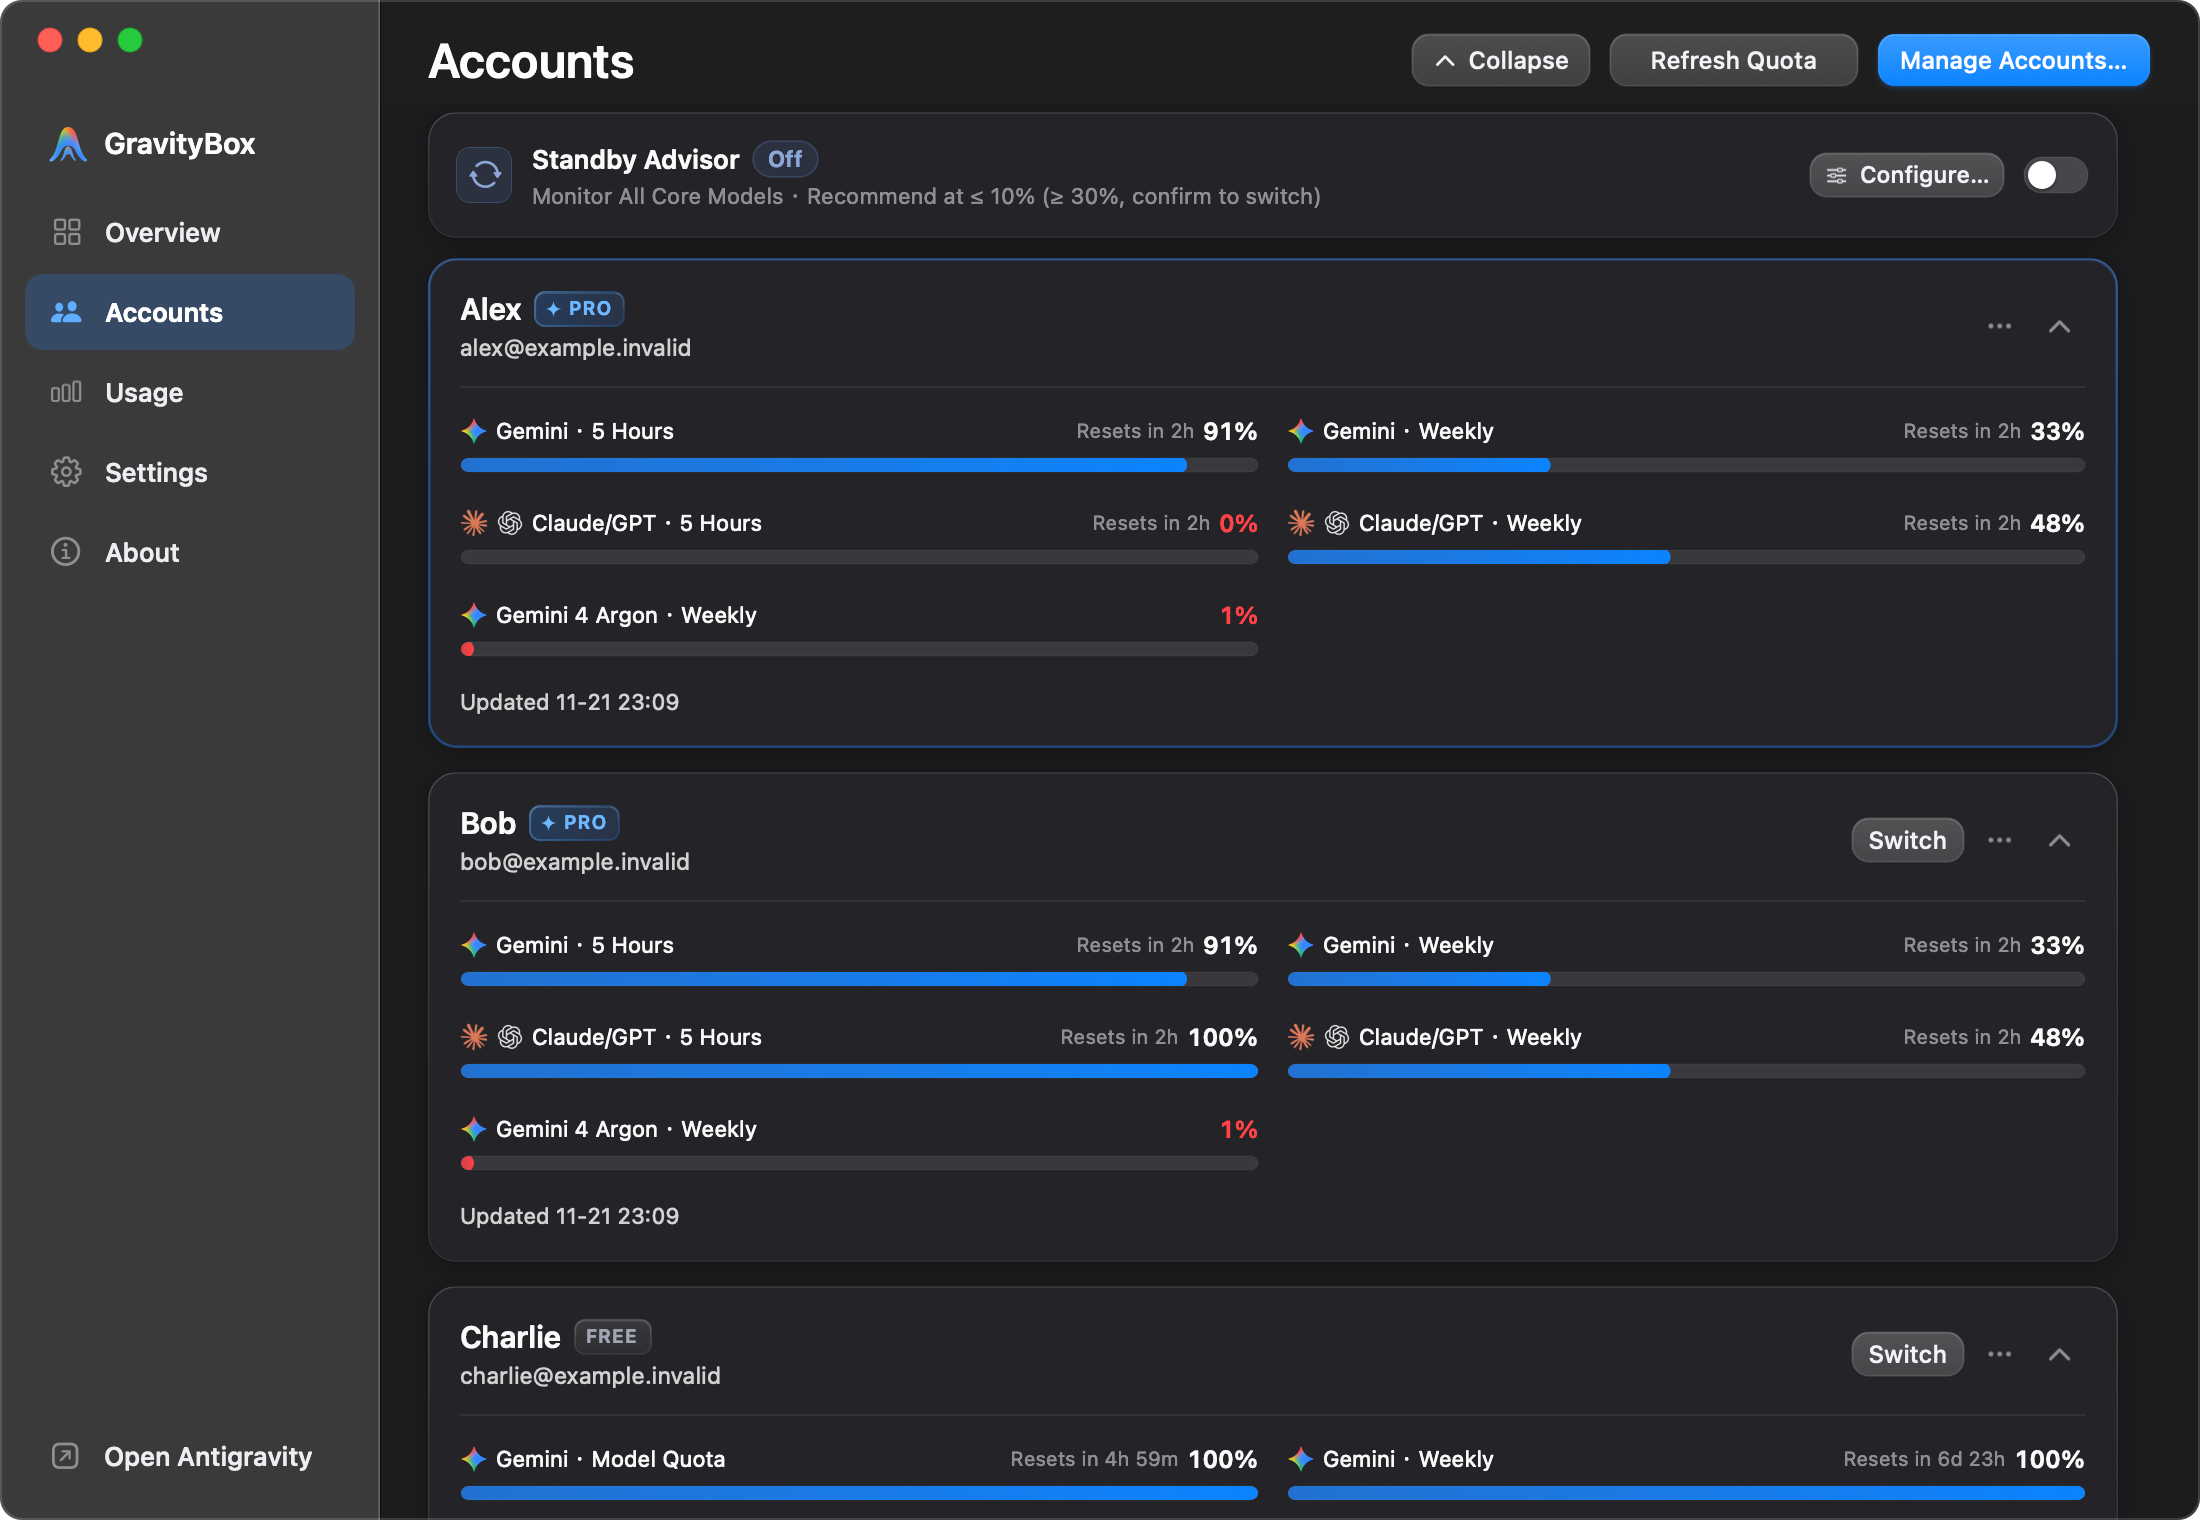 Accounts
Collapse
Refresh Quota
Manage Accounts...
GravityBox
Overview
Accounts
Usage
Settings
About
Open Antigravity
Standby Advisor Off
Monitor All Core Models · Recommend at ≤ 10% (≥ 30%, confirm to switch)
Configure...
Alex PRO
alex@example.invalid
Gemini · 5 Hours Resets in 2h 91%
Gemini · Weekly Resets in 2h 33%
Claude/GPT · 5 Hours Resets in 2h 0%
Claude/GPT · Weekly Resets in 2h 48%
Gemini 4 Argon · Weekly 1%
Updated 11-21 23:09
Bob PRO
bob@example.invalid
Switch
Gemini · 5 Hours Resets in 2h 91%
Gemini · Weekly Resets in 2h 33%
Claude/GPT · 5 Hours Resets in 2h 100%
Claude/GPT · Weekly Resets in 2h 48%
Gemini 4 Argon · Weekly 1%
Updated 11-21 23:09
Charlie FREE
charlie@example.invalid
Switch
Gemini · Model Quota Resets in 4h 59m 100%
Gemini · Weekly Resets in 6d 23h 100%